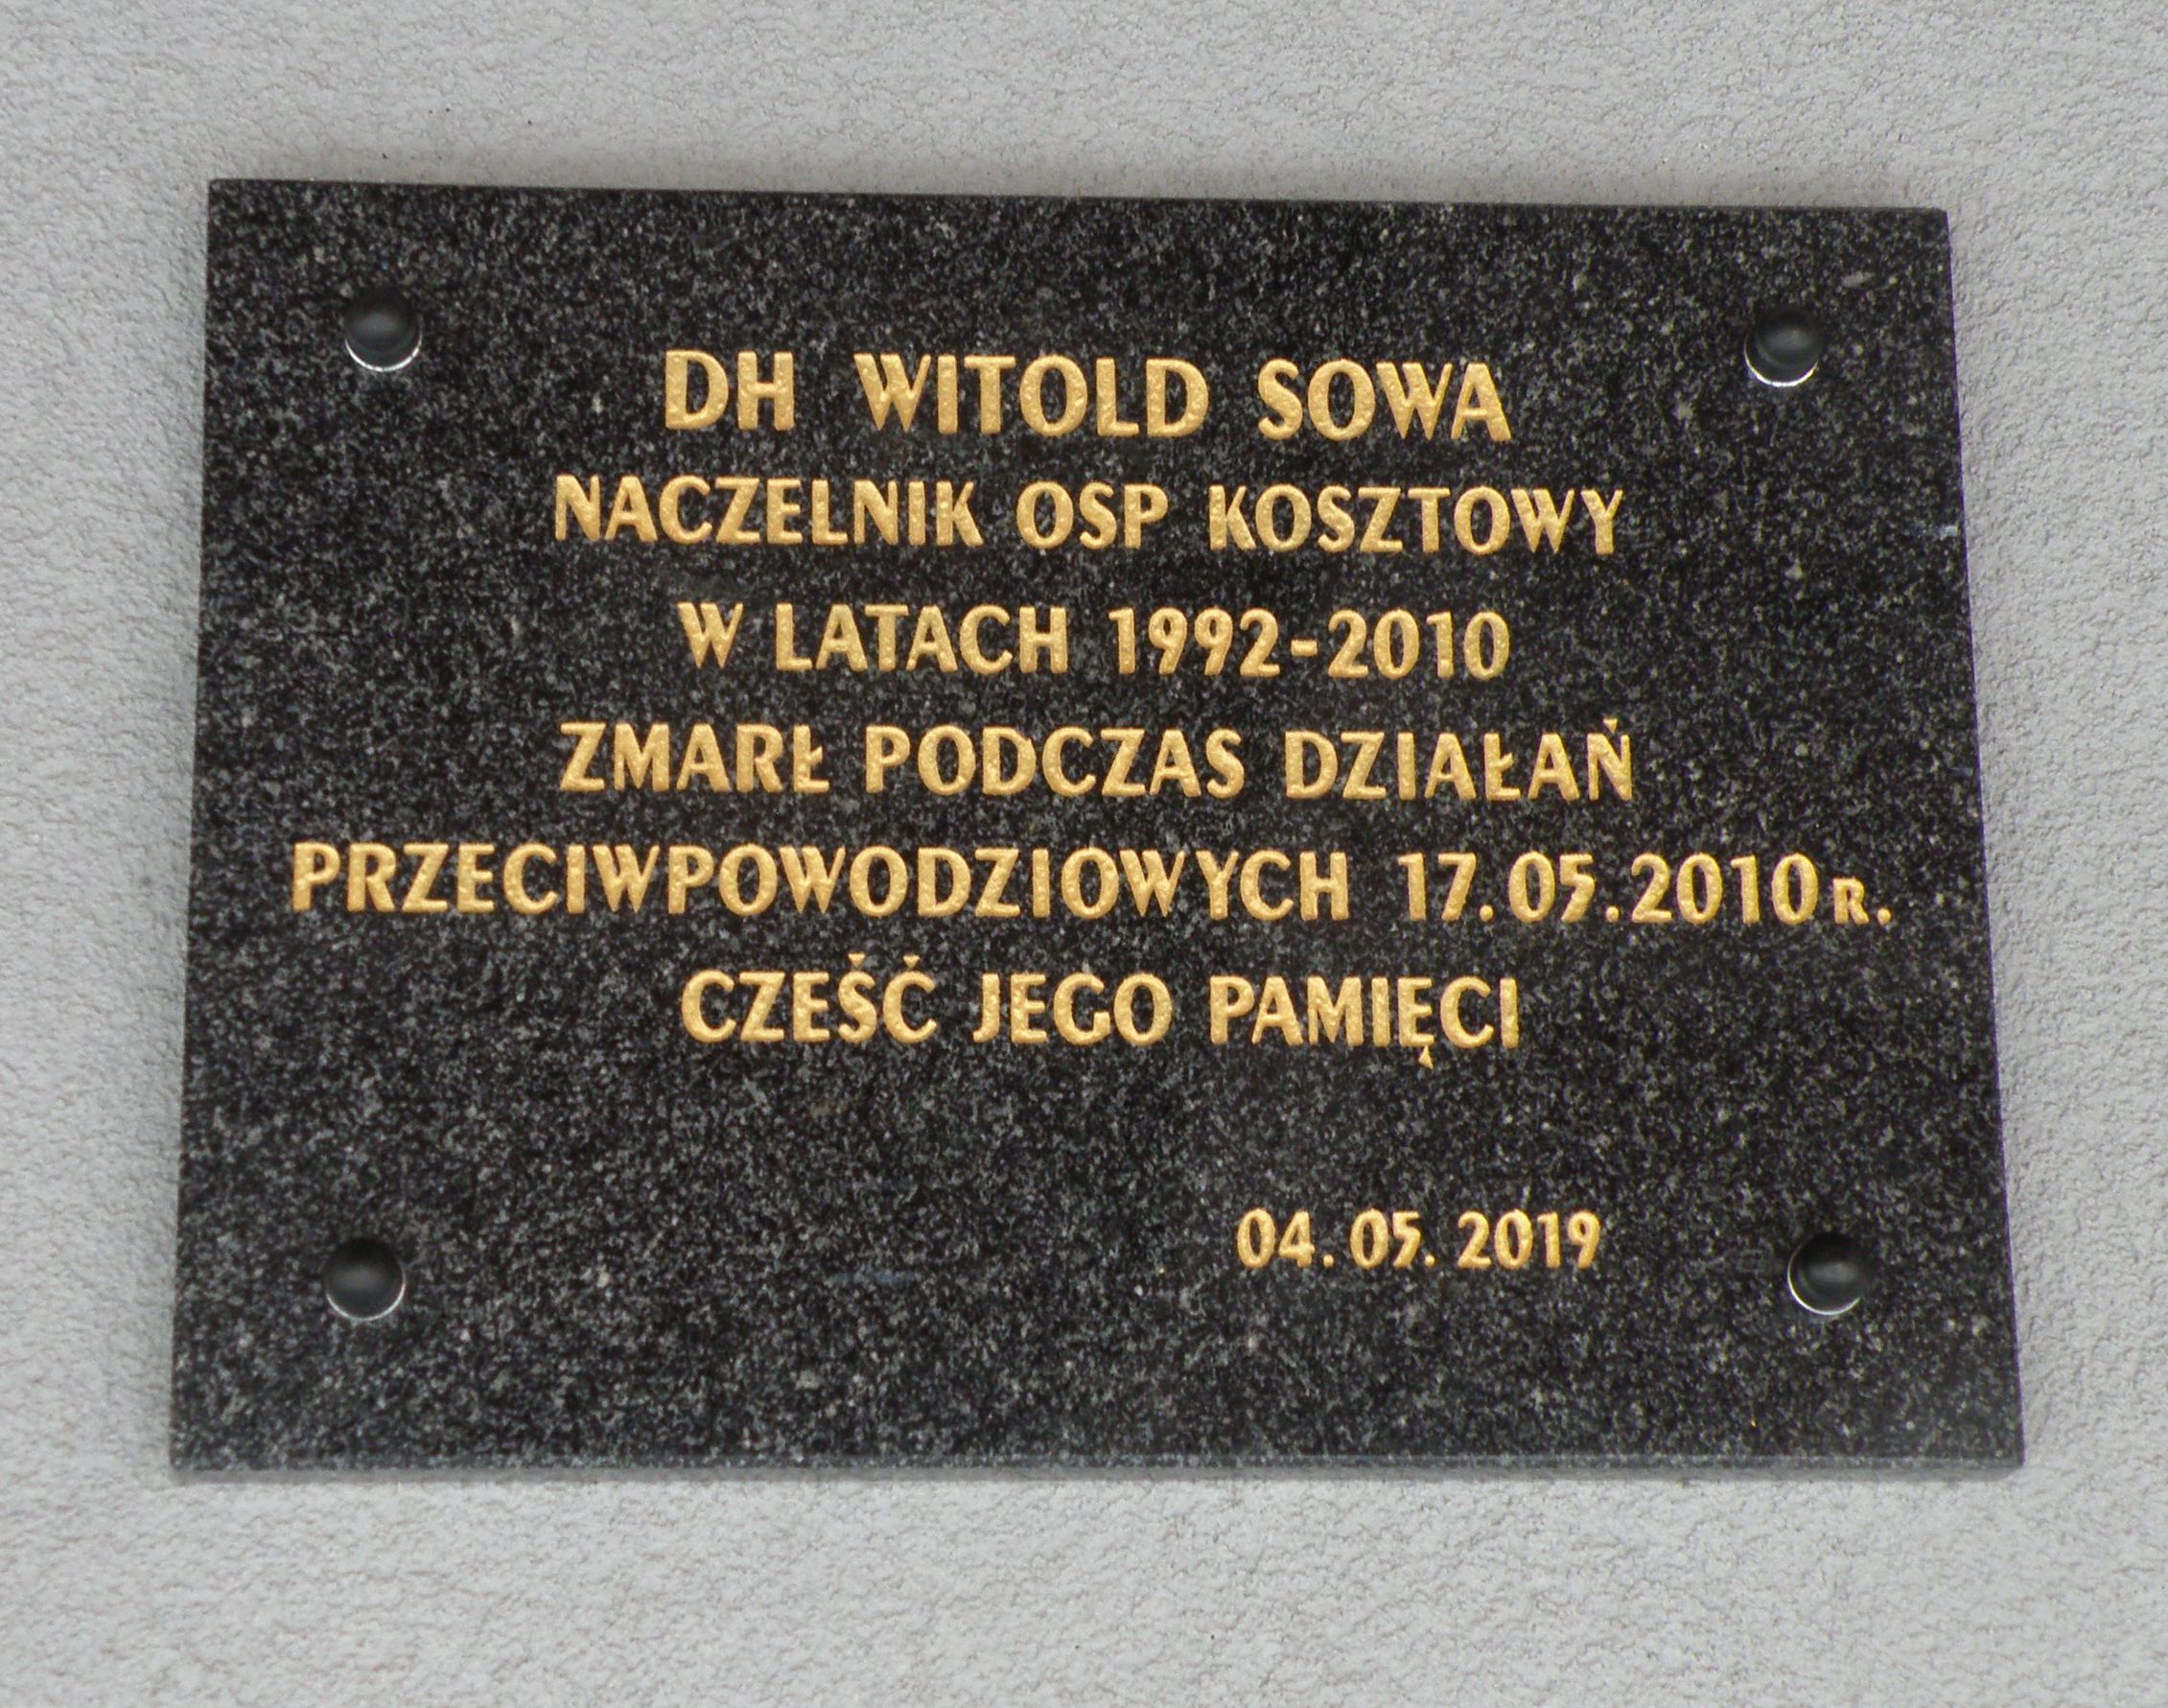 DH WITOLD SOWA
NACZELNIK OSP KOSZTOWY
W LATACH 1992-2010
ZMARŁ PODCZAS DZIAŁAŃ
PRZECIWPOWODZIOWYCH 17.05.2010 R.
CZEŚĆ JEGO PAMIĘCI
04.05.2019